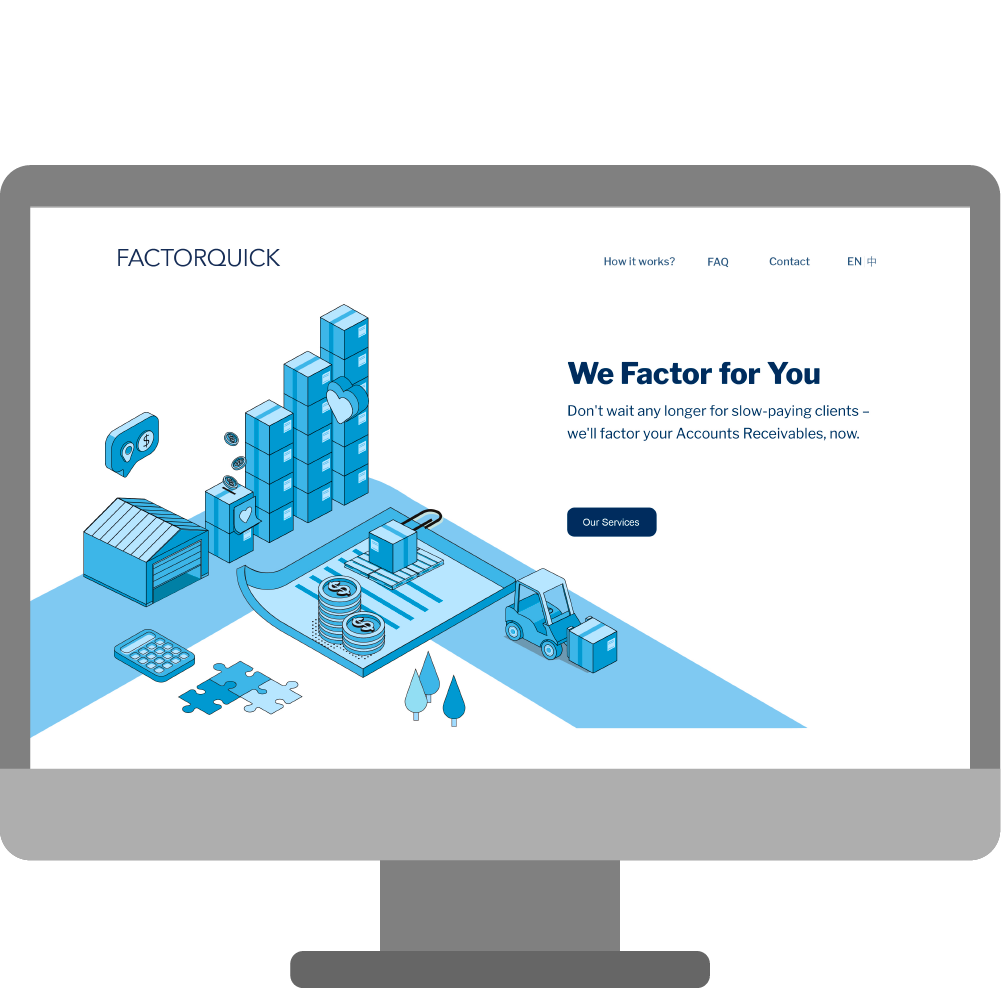 FACTORQUICK
How it works? FAQ Contact EN 中
We Factor for You
Don't wait any longer for slow-paying clients –
we'll factor your Accounts Receivables, now.
Our Services
$
$
$